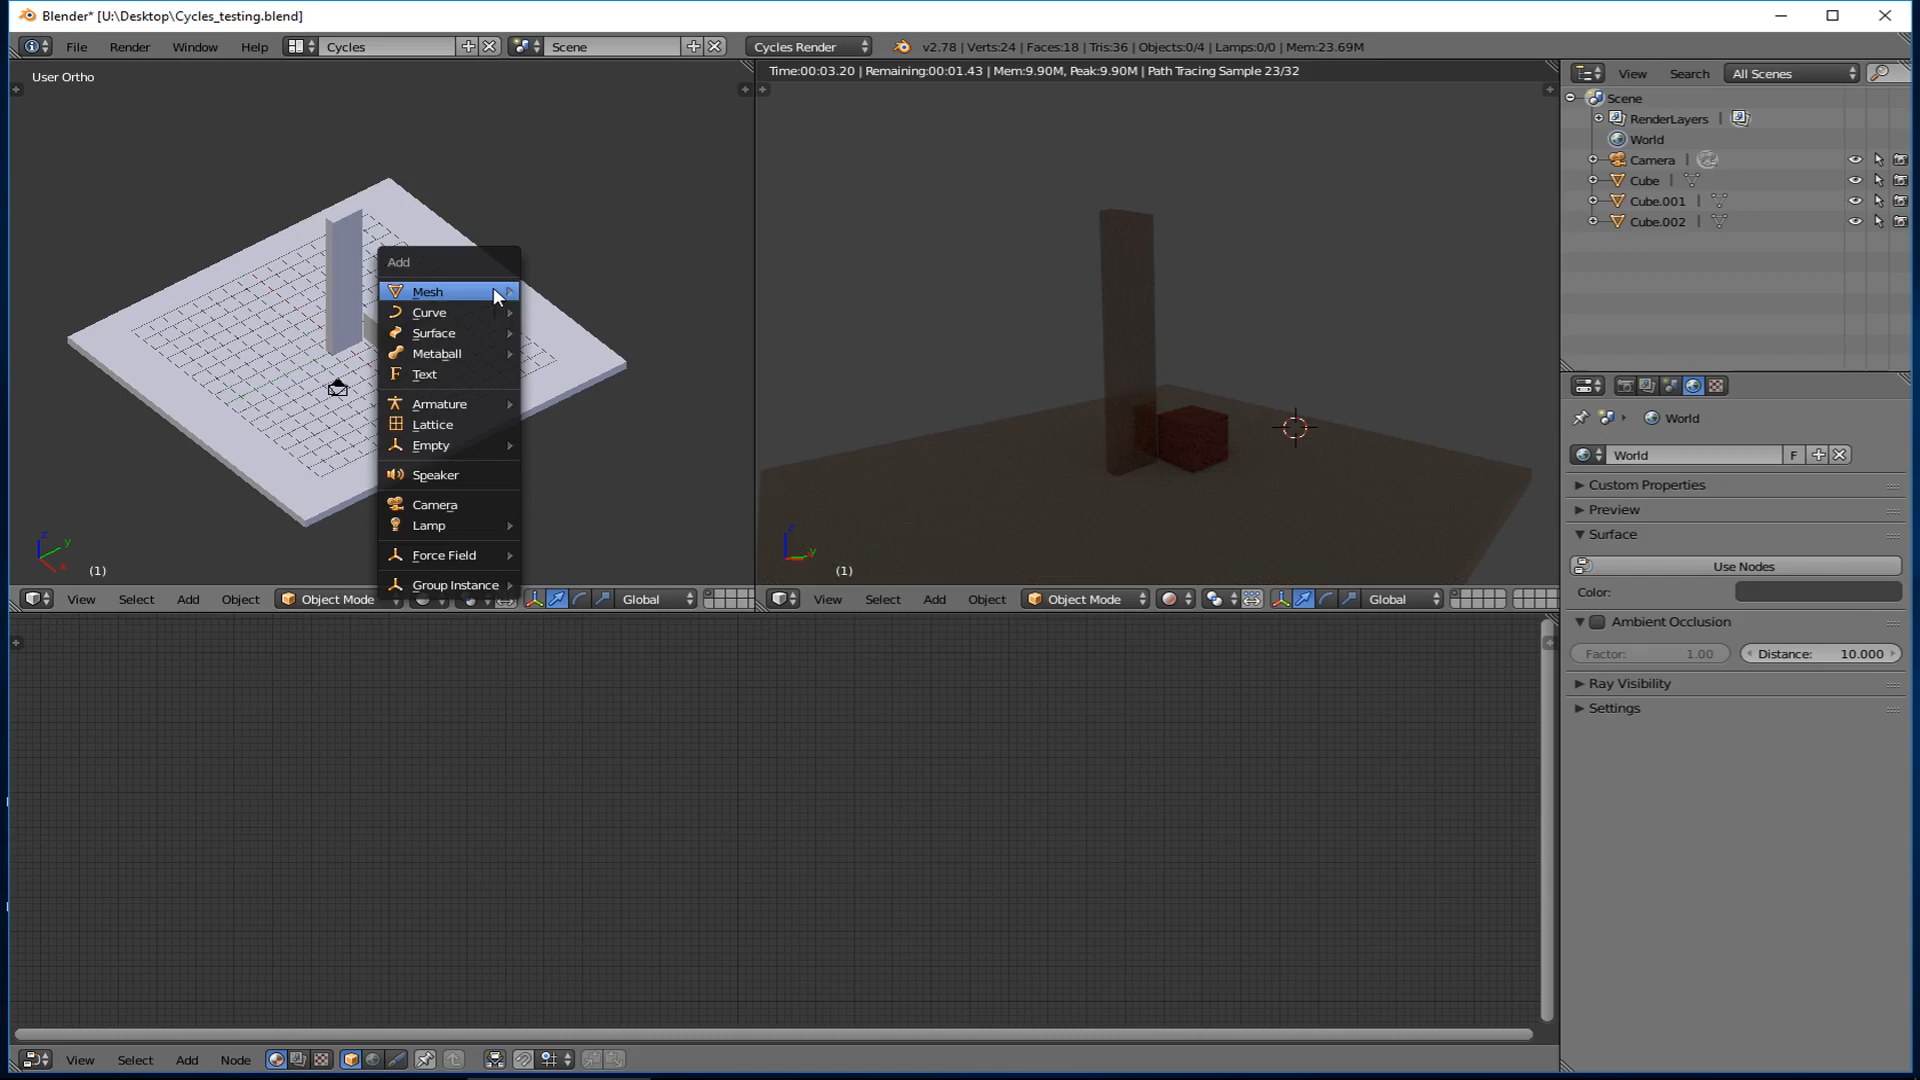 Blender* [U:\Desktop\Cycles_testing.blend]
File Render Window Help Cycles Scene Cycles Render v2.78 | Verts:24 | Faces:18 | Tris:36 | Objects:0/4 | Lamps:0/0 | Mem:23.69M
User Ortho
Time:00:03.20 | Remaining:00:01.43 | Mem:9.90M, Peak:9.90M | Path Tracing Sample 23/32
View Search All Scenes
Scene
RenderLayers
World
Camera
Cube
Cube.001
Cube.002
Add
Mesh
Curve
Surface
Metaball
Text
Armature
Lattice
Empty
Speaker
Camera
Lamp
Force Field
Group Instance
z
y
x
(1)
z
y
(1)
View Select Add Object Object Mode Global
View Select Add Object Object Mode Global
World
World F
Custom Properties
Preview
Surface
Use Nodes
Color:
Ambient Occlusion
Factor: 1.00 Distance: 10.000
Ray Visibility
Settings
View Select Add Node